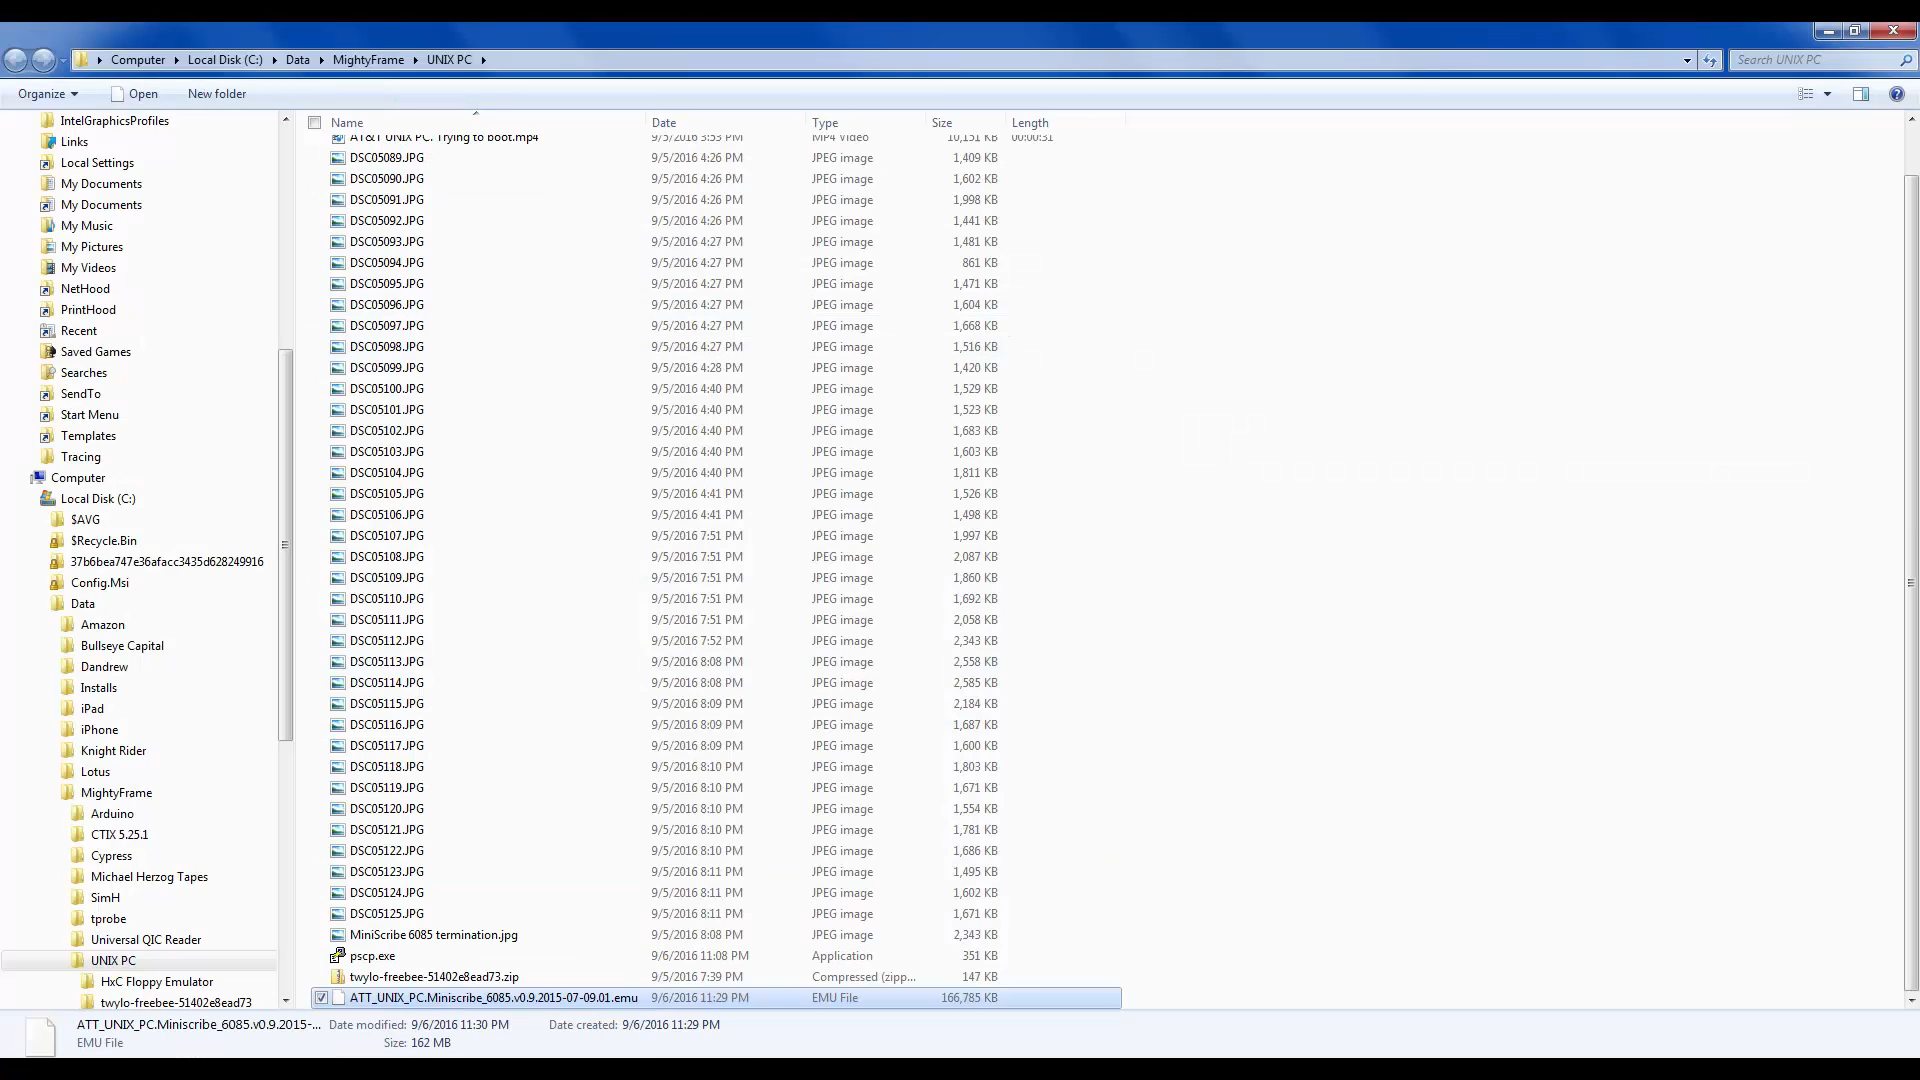 Computer Local Disk (C:) Data MightyFrame UNIX PC Search UNIX PC
Organize Open New folder
IntelGraphicsProfiles
Links
Local Settings
My Documents
My Documents
My Music
My Pictures
My Videos
NetHood
PrintHood
Recent
Saved Games
Searches
SendTo
Start Menu
Templates
Tracing
Computer
Local Disk (C:)
$AVG
$Recycle.Bin
37b6bea747e36afacc3435d628249916
Config.Msi
Data
Amazon
Bullseye Capital
Dandrew
Installs
iPad
iPhone
Knight Rider
Lotus
MightyFrame
Arduino
CTIX 5.25.1
Cypress
Michael Herzog Tapes
SimH
tprobe
Universal QIC Reader
UNIX PC
HxC Floppy Emulator
twylo-freebee-51402e8ead73
Name Date Type Size Length
AT&T UNIX PC. Trying to boot.mp4 9/5/2016 3:53 PM MP4 Video 10,151 KB 00:00:31
DSC05089.JPG 9/5/2016 4:26 PM JPEG image 1,409 KB
DSC05090.JPG 9/5/2016 4:26 PM JPEG image 1,602 KB
DSC05091.JPG 9/5/2016 4:26 PM JPEG image 1,998 KB
DSC05092.JPG 9/5/2016 4:26 PM JPEG image 1,441 KB
DSC05093.JPG 9/5/2016 4:27 PM JPEG image 1,481 KB
DSC05094.JPG 9/5/2016 4:27 PM JPEG image 861 KB
DSC05095.JPG 9/5/2016 4:27 PM JPEG image 1,471 KB
DSC05096.JPG 9/5/2016 4:27 PM JPEG image 1,604 KB
DSC05097.JPG 9/5/2016 4:27 PM JPEG image 1,668 KB
DSC05098.JPG 9/5/2016 4:27 PM JPEG image 1,516 KB
DSC05099.JPG 9/5/2016 4:28 PM JPEG image 1,420 KB
DSC05100.JPG 9/5/2016 4:40 PM JPEG image 1,529 KB
DSC05101.JPG 9/5/2016 4:40 PM JPEG image 1,523 KB
DSC05102.JPG 9/5/2016 4:40 PM JPEG image 1,683 KB
DSC05103.JPG 9/5/2016 4:40 PM JPEG image 1,603 KB
DSC05104.JPG 9/5/2016 4:40 PM JPEG image 1,811 KB
DSC05105.JPG 9/5/2016 4:41 PM JPEG image 1,526 KB
DSC05106.JPG 9/5/2016 4:41 PM JPEG image 1,498 KB
DSC05107.JPG 9/5/2016 7:51 PM JPEG image 1,997 KB
DSC05108.JPG 9/5/2016 7:51 PM JPEG image 2,087 KB
DSC05109.JPG 9/5/2016 7:51 PM JPEG image 1,860 KB
DSC05110.JPG 9/5/2016 7:51 PM JPEG image 1,692 KB
DSC05111.JPG 9/5/2016 7:51 PM JPEG image 2,058 KB
DSC05112.JPG 9/5/2016 7:52 PM JPEG image 2,343 KB
DSC05113.JPG 9/5/2016 8:08 PM JPEG image 2,558 KB
DSC05114.JPG 9/5/2016 8:08 PM JPEG image 2,585 KB
DSC05115.JPG 9/5/2016 8:09 PM JPEG image 2,184 KB
DSC05116.JPG 9/5/2016 8:09 PM JPEG image 1,687 KB
DSC05117.JPG 9/5/2016 8:09 PM JPEG image 1,600 KB
DSC05118.JPG 9/5/2016 8:10 PM JPEG image 1,803 KB
DSC05119.JPG 9/5/2016 8:10 PM JPEG image 1,671 KB
DSC05120.JPG 9/5/2016 8:10 PM JPEG image 1,554 KB
DSC05121.JPG 9/5/2016 8:10 PM JPEG image 1,781 KB
DSC05122.JPG 9/5/2016 8:10 PM JPEG image 1,686 KB
DSC05123.JPG 9/5/2016 8:11 PM JPEG image 1,495 KB
DSC05124.JPG 9/5/2016 8:11 PM JPEG image 1,602 KB
DSC05125.JPG 9/5/2016 8:11 PM JPEG image 1,671 KB
MiniScribe 6085 termination.jpg 9/5/2016 8:08 PM JPEG image 2,343 KB
pscp.exe 9/6/2016 11:08 PM Application 351 KB
twylo-freebee-51402e8ead73.zip 9/5/2016 7:39 PM Compressed (zipp... 147 KB
ATT_UNIX_PC.Miniscribe_6085.v0.9.2015-07-09.01.emu 9/6/2016 11:29 PM EMU File 166,785 KB
ATT_UNIX_PC.Miniscribe_6085.v0.9.2015-... Date modified: 9/6/2016 11:30 PM Date created: 9/6/2016 11:29 PM
EMU File Size: 162 MB